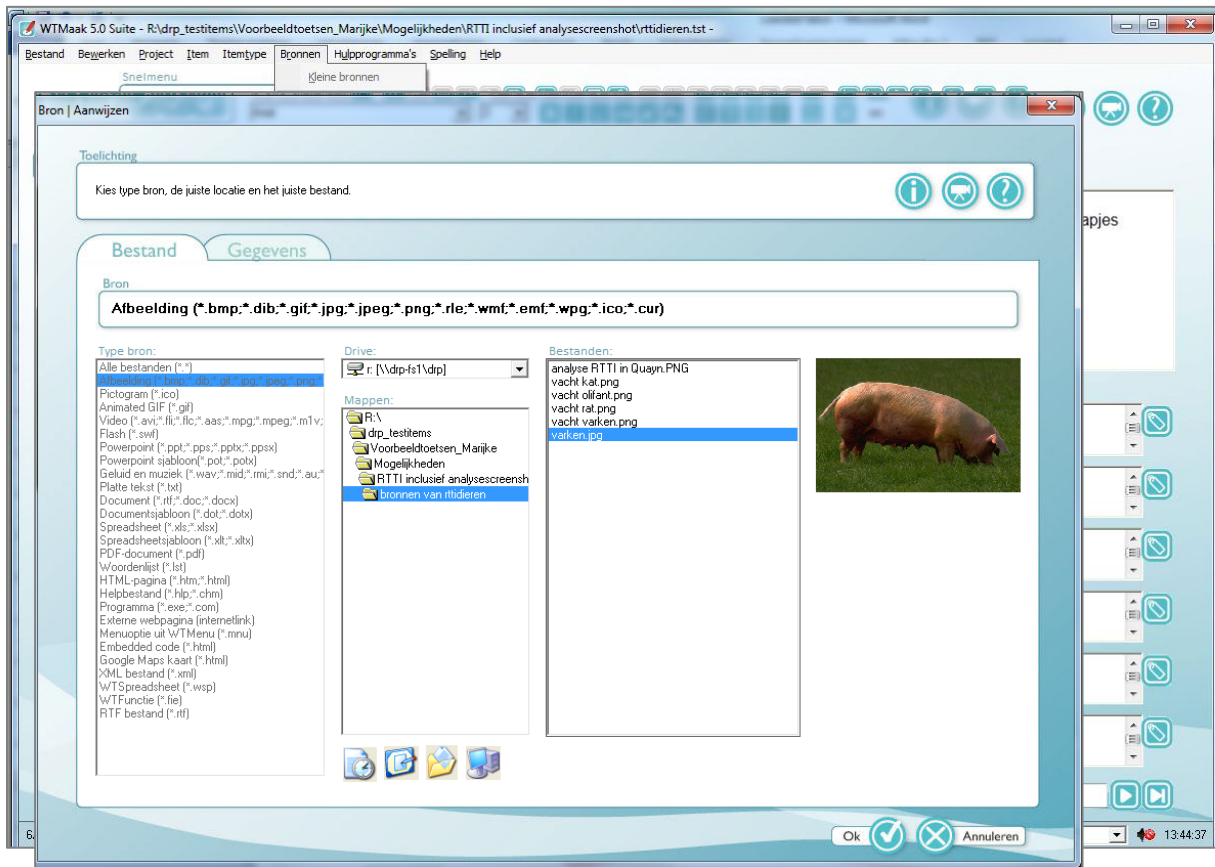 WTMaak 5.0 Suite - R:\drp_testitems\Voorbeeldtoetsen_Marijke\Mogelijkheden\RTTI inclusief analysescreenshot\rttidieren.tst -
Bestand Bewerken Project Item Itemtype Bronnen Hulpprogramma's Spelling Help
Snelmenu
Kleine bronnen
Bron | Aanwijzen
Toelichting
Kies type bron, de juiste locatie en het juiste bestand.
apjes
Bestand Gegevens
Bron
Afbeelding (*.bmp;*.dib;*.gif;*.jpg;*.jpeg;*.png;*.rle;*.wmf;*.emf;*.wpg;*.ico;*.cur)
Type bron:
Alle bestanden (*.*)
Afbeelding (*.bmp;*.dib;*.gif;*.jpg;*.jpeg;*.png;*
Pictogram (*.ico)
Animated GIF (*.gif)
Video (*.avi;*.fli;*.flc;*.aas;*.mpg;*.mpeg;*.m1v;
Flash (*.swf)
Powerpoint (*.ppt;*.pps;*.pptx;*.ppsx)
Powerpoint sjabloon(*.pot;*.potx)
Geluid en muziek (*.wav;*.mid;*.rmi;*.snd;*.au;*
Platte tekst (*.txt)
Document (*.rtf;*.doc;*.docx)
Documentsjabloon (*.dot;*.dotx)
Spreadsheet (*.xls;*.xlsx)
Spreadsheetsjabloon (*.xlt;*.xltx)
PDF-document (*.pdf)
Woordenlijst (*.lst)
HTML-pagina (*.htm;*.html)
Helpbestand (*.hlp;*.chm)
Programma (*.exe;*.com)
Externe webpagina (internetlink)
Menuoptie uit WTMenu (*.mnu)
Embedded code (*.html)
Google Maps kaart (*.html)
XML bestand (*.xml)
WTSpreadsheet (*.wsp)
WTFunctie (*.fie)
RTF bestand (*.rtf)
Drive:
r: [\\drp-fs1\drp]
Mappen:
R:\
drp_testitems
Voorbeeldtoetsen_Marijke
Mogelijkheden
RTTI inclusief analysescreensh
bronnen van rttidieren
Bestanden:
analyse RTTI in Quayn.PNG
vacht kat.png
vacht olifant.png
vacht rat.png
vacht varken.png
varken.jpg
Ok Annuleren
13:44:37